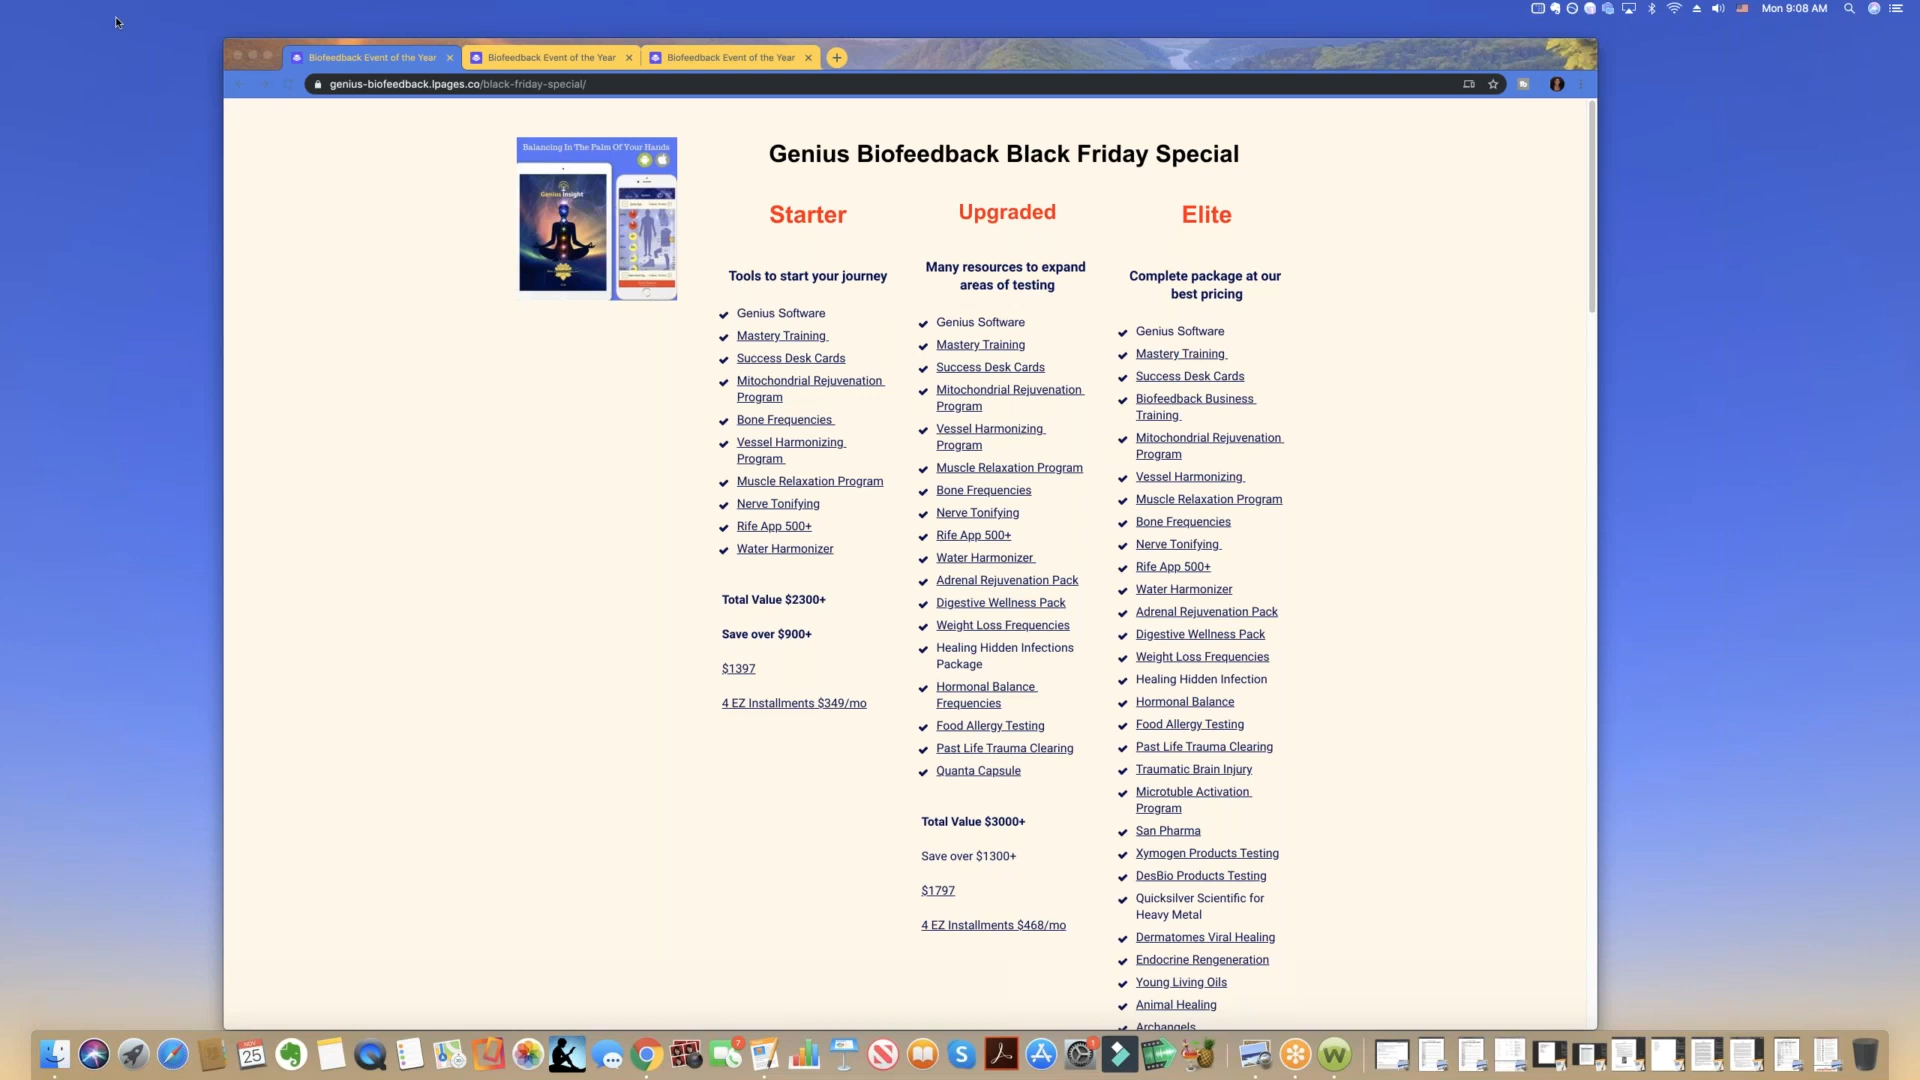 Mon 9:08 AM
Biofeedback Event of the Year
Biofeedback Event of the Year
Biofeedback Event of the Year
genius-biofeedback.lpages.co/black-friday-special/
Balancing In The Palm Of Your Hands
Genius Insight
Genius Biofeedback Black Friday Special
Starter
Tools to start your journey
Genius Software
Mastery Training
Success Desk Cards
Mitochondrial Rejuvenation
Program
Bone Frequencies
Vessel Harmonizing
Program
Muscle Relaxation Program
Nerve Tonifying
Rife App 500+
Water Harmonizer
Total Value $2300+
Save over $900+
$1397
4 EZ Installments $349/mo
Upgraded
Many resources to expand
areas of testing
Genius Software
Mastery Training
Success Desk Cards
Mitochondrial Rejuvenation
Program
Vessel Harmonizing
Program
Muscle Relaxation Program
Bone Frequencies
Nerve Tonifying
Rife App 500+
Water Harmonizer
Adrenal Rejuvenation Pack
Digestive Wellness Pack
Weight Loss Frequencies
Healing Hidden Infections
Package
Hormonal Balance
Frequencies
Food Allergy Testing
Past Life Trauma Clearing
Quanta Capsule
Total Value $3000+
Save over $1300+
$1797
4 EZ Installments $468/mo
Elite
Complete package at our
best pricing
Genius Software
Mastery Training
Success Desk Cards
Biofeedback Business
Training
Mitochondrial Rejuvenation
Program
Vessel Harmonizing
Muscle Relaxation Program
Bone Frequencies
Nerve Tonifying
Rife App 500+
Water Harmonizer
Adrenal Rejuvenation Pack
Digestive Wellness Pack
Weight Loss Frequencies
Healing Hidden Infection
Hormonal Balance
Food Allergy Testing
Past Life Trauma Clearing
Traumatic Brain Injury
Microtuble Activation
Program
San Pharma
Xymogen Products Testing
DesBio Products Testing
Quicksilver Scientific for
Heavy Metal
Dermatomes Viral Healing
Endocrine Rengeneration
Young Living Oils
Animal Healing
Archangels
NOV
25
7
1